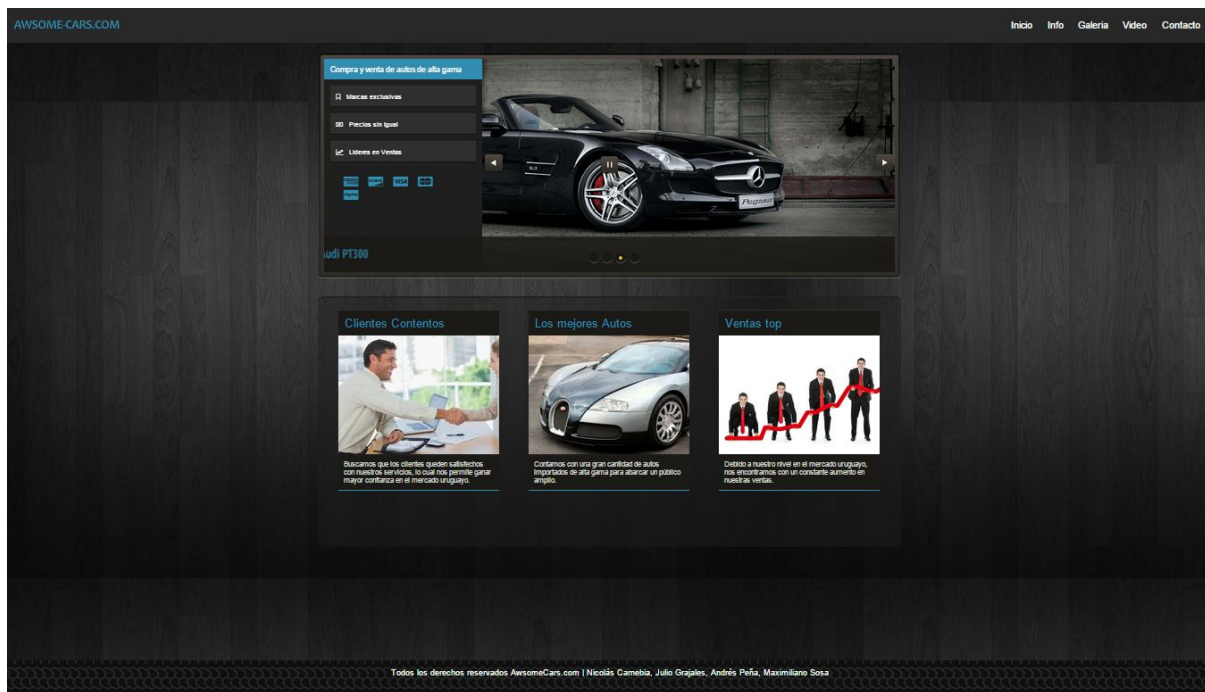 AWSOME-CARS.COM
Inicio Info Galeria Video Contacto
Compra y venta de autos de alta gama
Marcas exclusivas
Precios sin igual
Lideres en Ventas
VISA
Pegasus
udi PT300
Clientes Contentos
Buscamos que los clientes queden satisfechos
con nuestros servicios, lo cual nos permite ganar
mayor confianza en el mercado uruguayo.
Los mejores Autos
Contamos con una gran cantidad de autos
importados de alta gama para abarcar un público
amplio.
Ventas top
Debido a nuestro nivel en el mercado uruguayo,
nos encontramos con un constante aumento en
nuestras ventas.
Todos los derechos reservados AwsomeCars.com | Nicolás Carnebia, Julio Grajales, Andrés Peña, Maximiliano Sosa